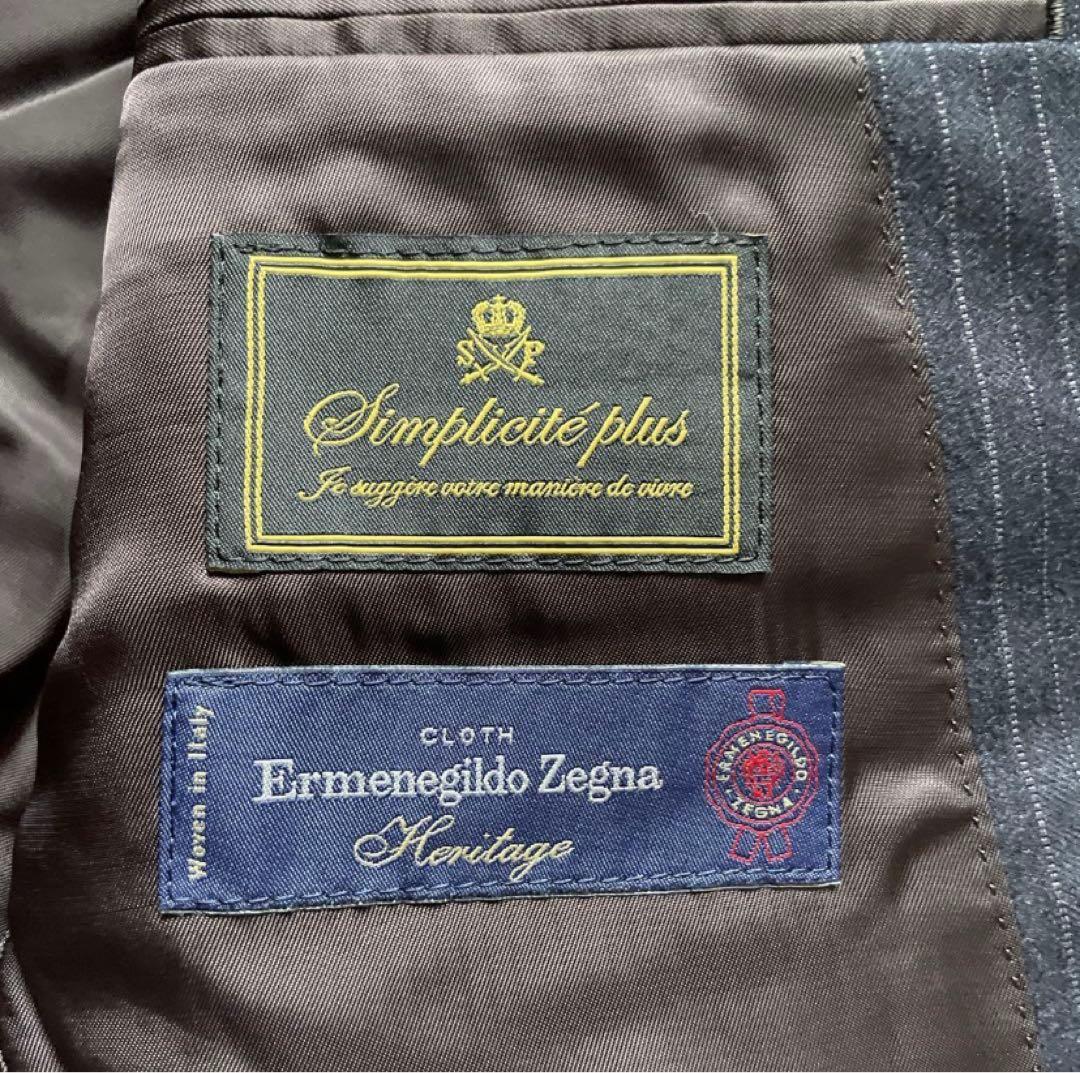 S P
Simplicité plus
Je suggère votre manière de vivre
Woven in Italy
CLOTH
Ermenegildo Zegna
Heritage
ERMENEGILDO
ZEGNA